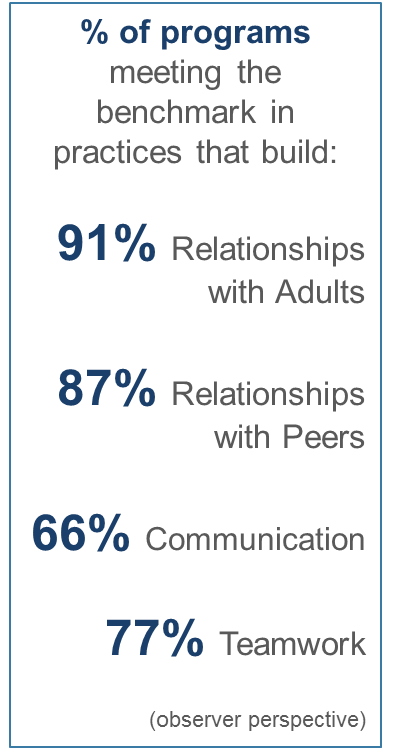 % of programs
meeting the
benchmark in
practices that build:
91% Relationships
with Adults
87% Relationships
with Peers
66% Communication
77% Teamwork
(observer perspective)